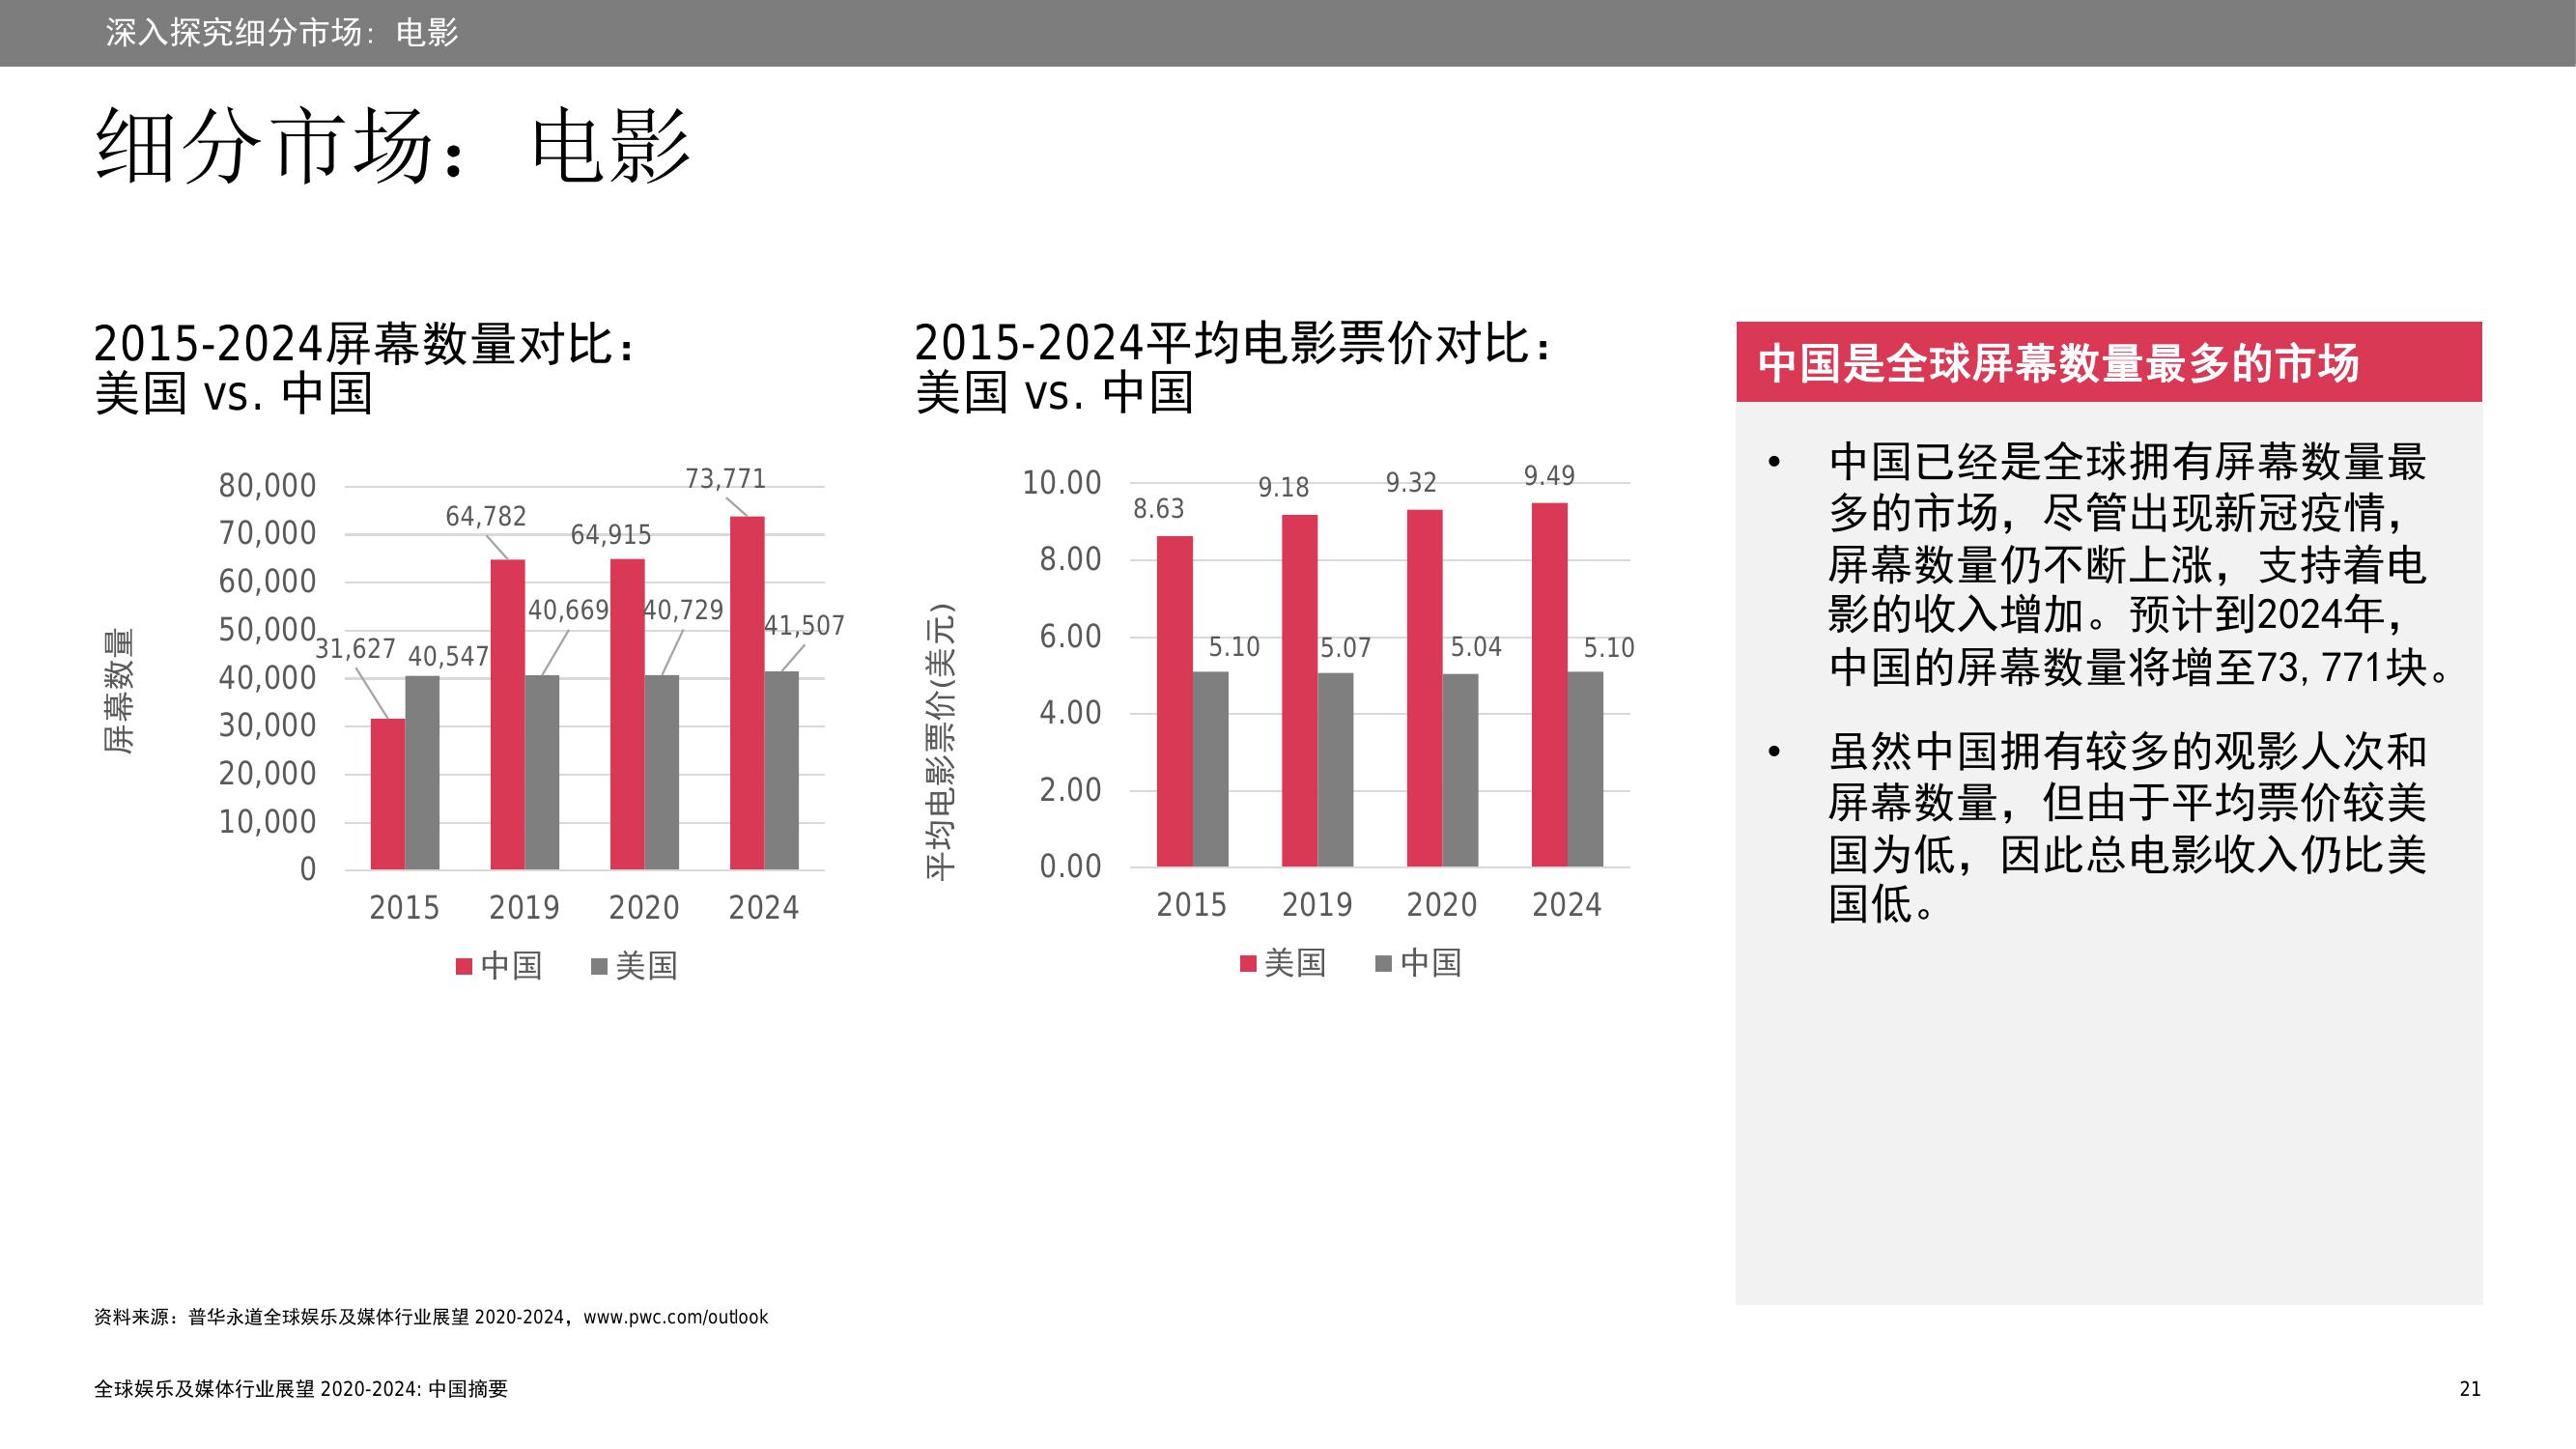 深入探究细分市场：电影
细分市场：电影
2015-2024屏幕数量对比：
美国 vs. 中国
屏幕数量
80,000
70,000
60,000
50,000
40,000
30,000
20,000
10,000
0
31,627
40,547
64,782
40,669
64,915
40,729
73,771
41,507
2015 2019 2020 2024
中国 美国
2015-2024平均电影票价对比：
美国 vs. 中国
平均电影票价(美元)
10.00
8.00
6.00
4.00
2.00
0.00
8.63
5.10
9.18
5.07
9.32
5.04
9.49
5.10
2015 2019 2020 2024
美国 中国
中国是全球屏幕数量最多的市场
• 中国已经是全球拥有屏幕数量最
多的市场，尽管出现新冠疫情，
屏幕数量仍不断上涨，支持着电
影的收入增加。预计到2024年，
中国的屏幕数量将增至73,771块。
• 虽然中国拥有较多的观影人次和
屏幕数量，但由于平均票价较美
国为低，因此总电影收入仍比美
国低。
资料来源：普华永道全球娱乐及媒体行业展望 2020-2024，www.pwc.com/outlook
全球娱乐及媒体行业展望 2020-2024: 中国摘要
21